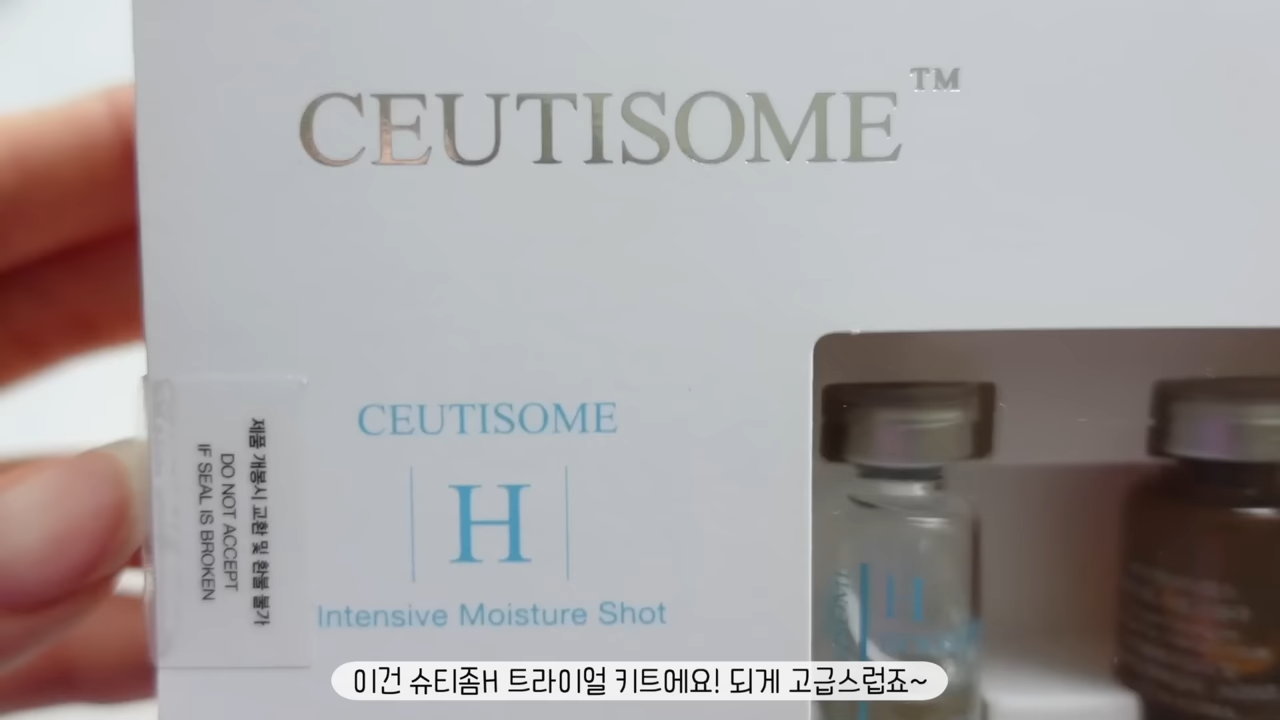 CEUTISOME™
CEUTISOME
H
Intensive Moisture Shot
제품 개봉시 교환 및 환불 불가
DO NOT ACCEPT
IF SEAL IS BROKEN
H
이건 슈티좀H 트라이얼 키트에요! 되게 고급스럽죠~